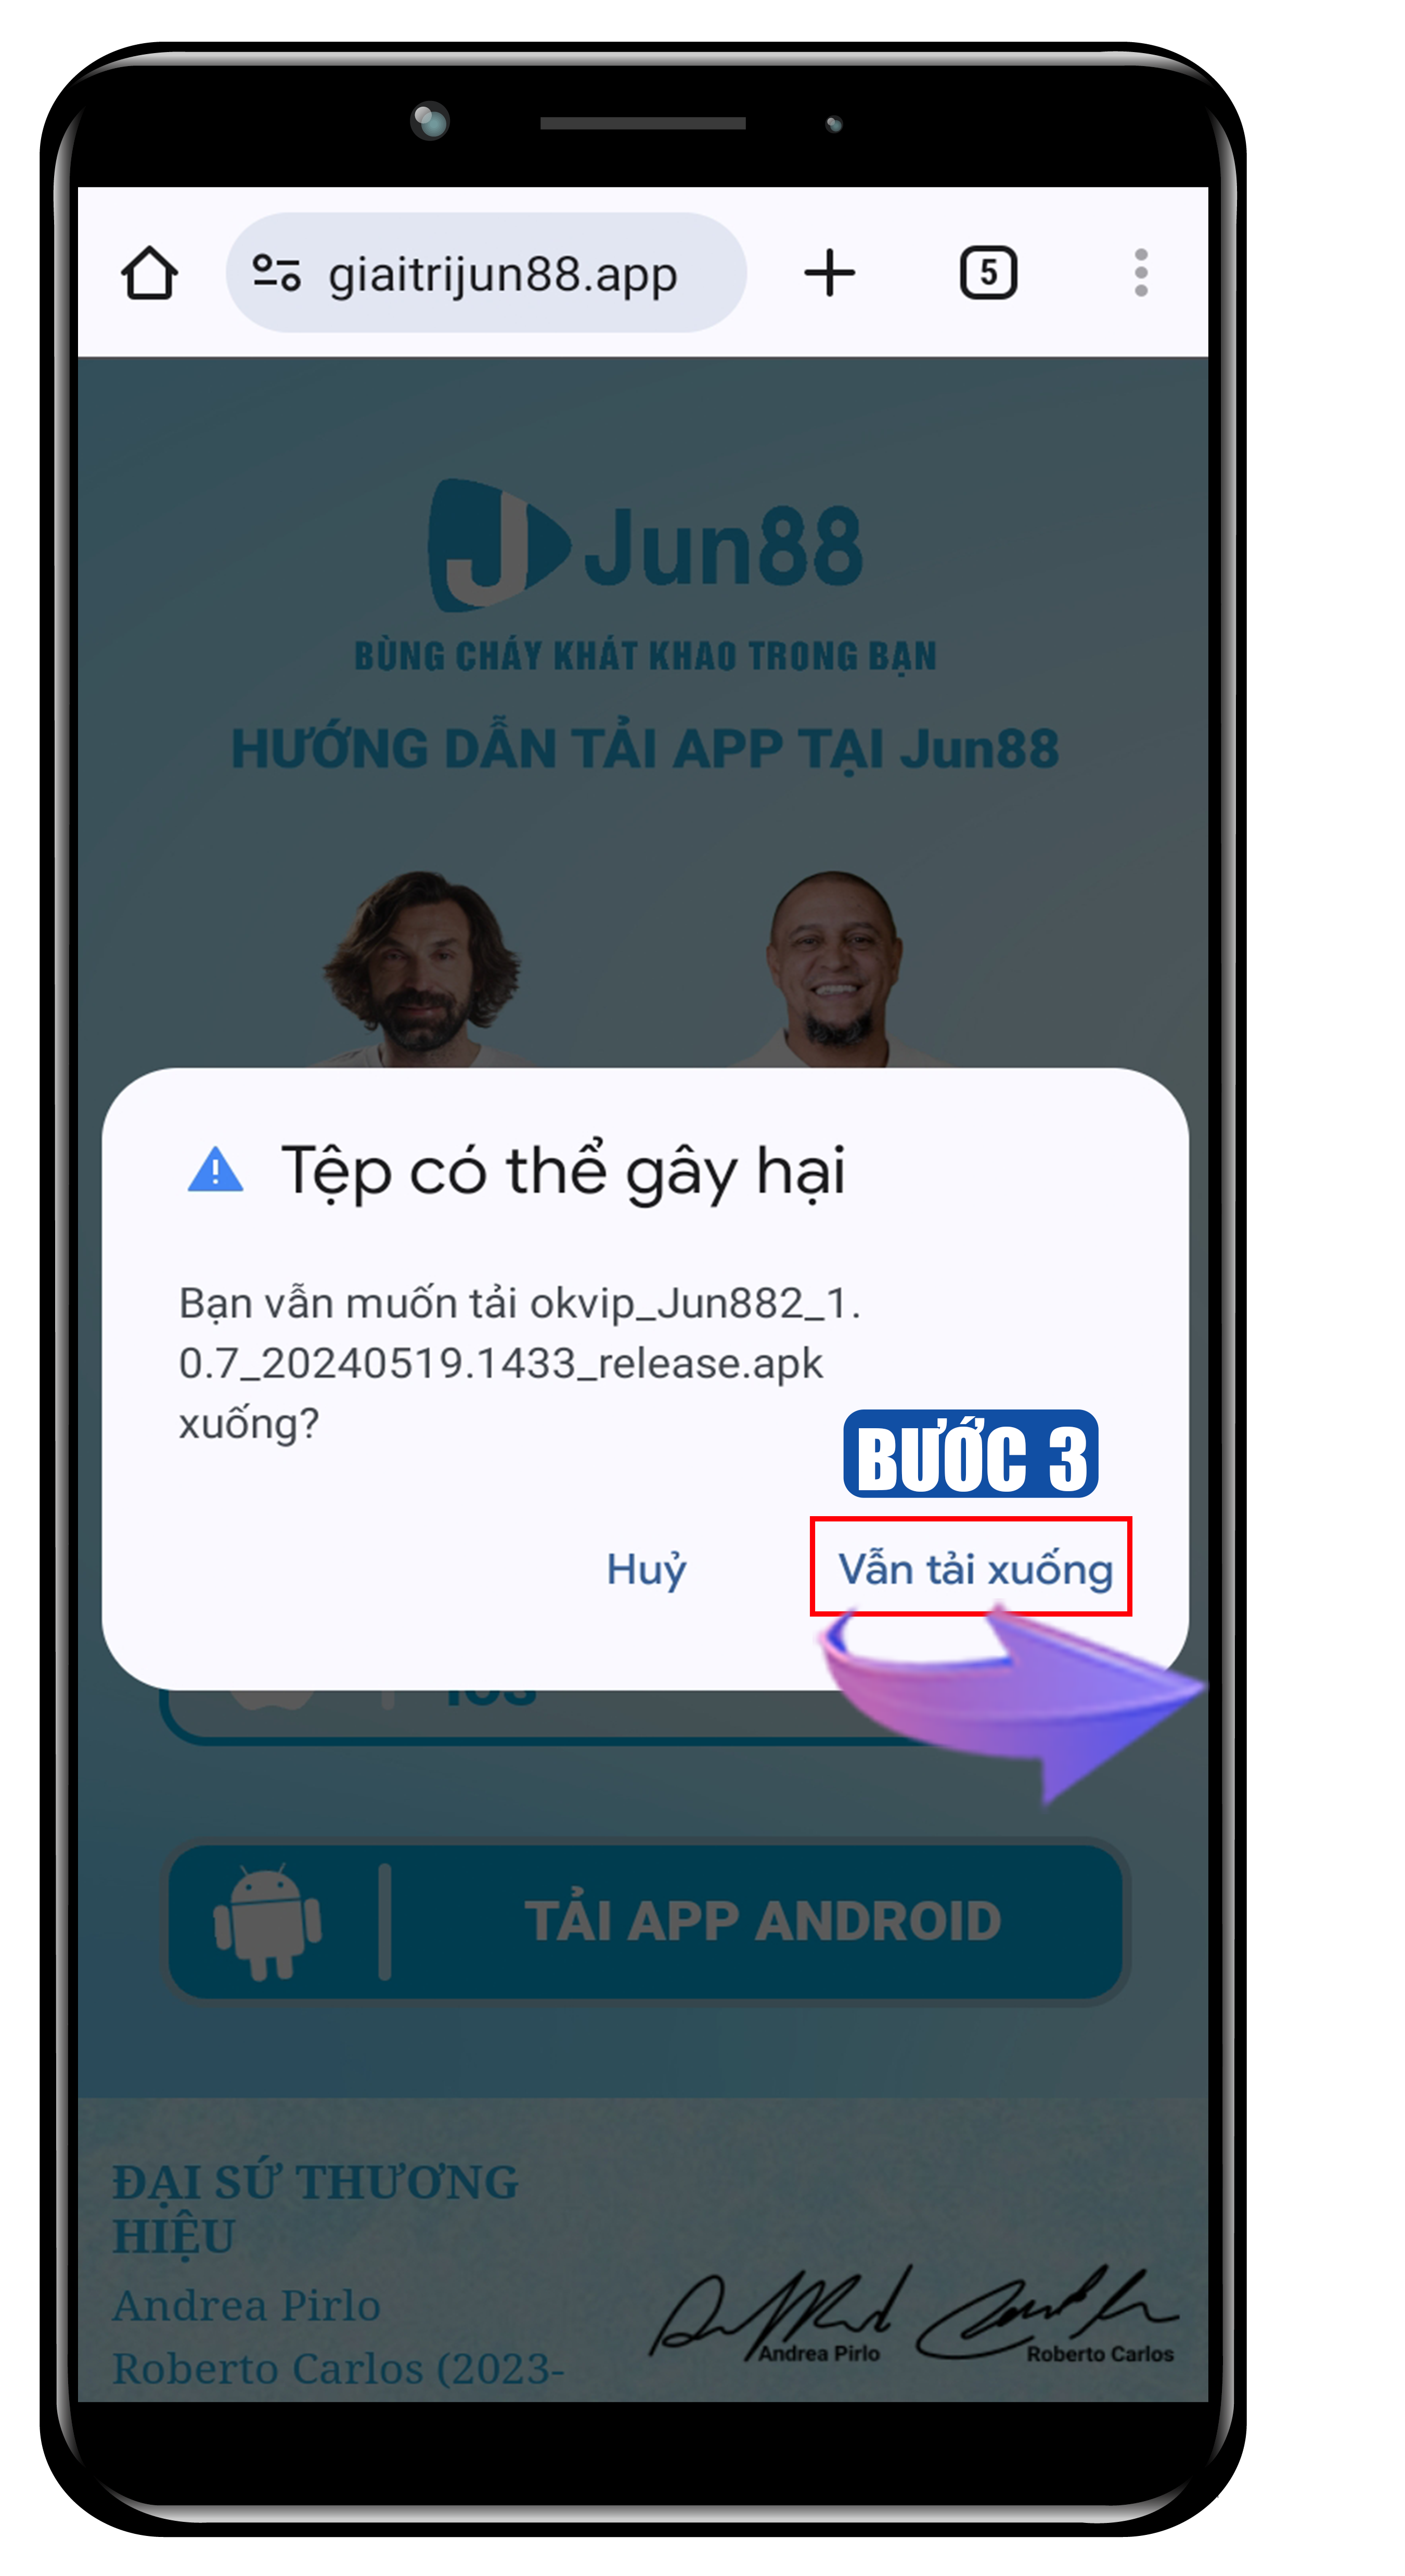 giaitrijun88.app
5
Jun88
BÙNG CHÁY KHÁT KHAO TRONG BẠN
HƯỚNG DẪN TẢI APP TẠI Jun88
Tệp có thể gây hại
Bạn vẫn muốn tải okvip_Jun882_1.
0.7_20240519.1433_release.apk
xuống?
BƯỚC 3
Huỷ
Vẫn tải xuống
TẢI APP ANDROID
ĐẠI SỨ THƯƠNG
HIỆU
Andrea Pirlo
Roberto Carlos (2023-
Andrea Pirlo
Roberto Carlos